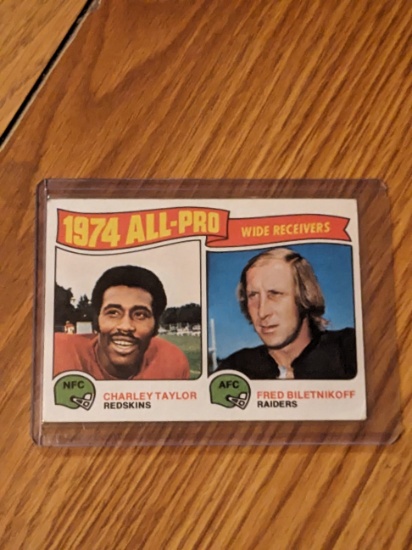 1974 ALL-PRO
WIDE RECEIVERS
NFC
CHARLEY TAYLOR
REDSKINS
AFC
FRED BILETNIKOFF
RAIDERS